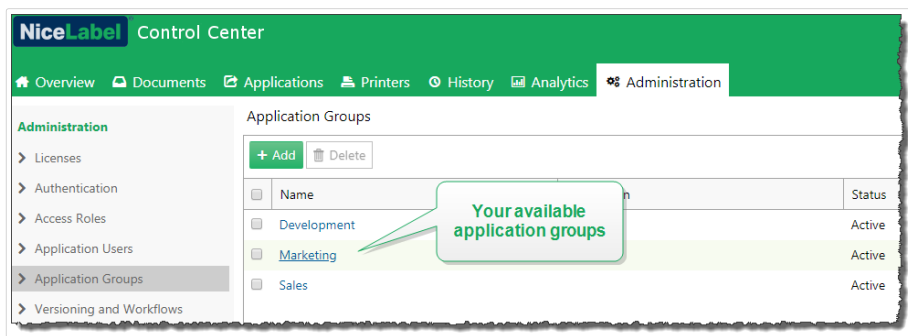 NiceLabel Control Center
Overview Documents Applications Printers History Analytics Administration
Administration
Licenses
Authentication
Access Roles
Application Users
Application Groups
Versioning and Workflows
Application Groups
+ Add Delete
Name n Status
Development Active
Marketing Active
Sales Active
Your available
application groups